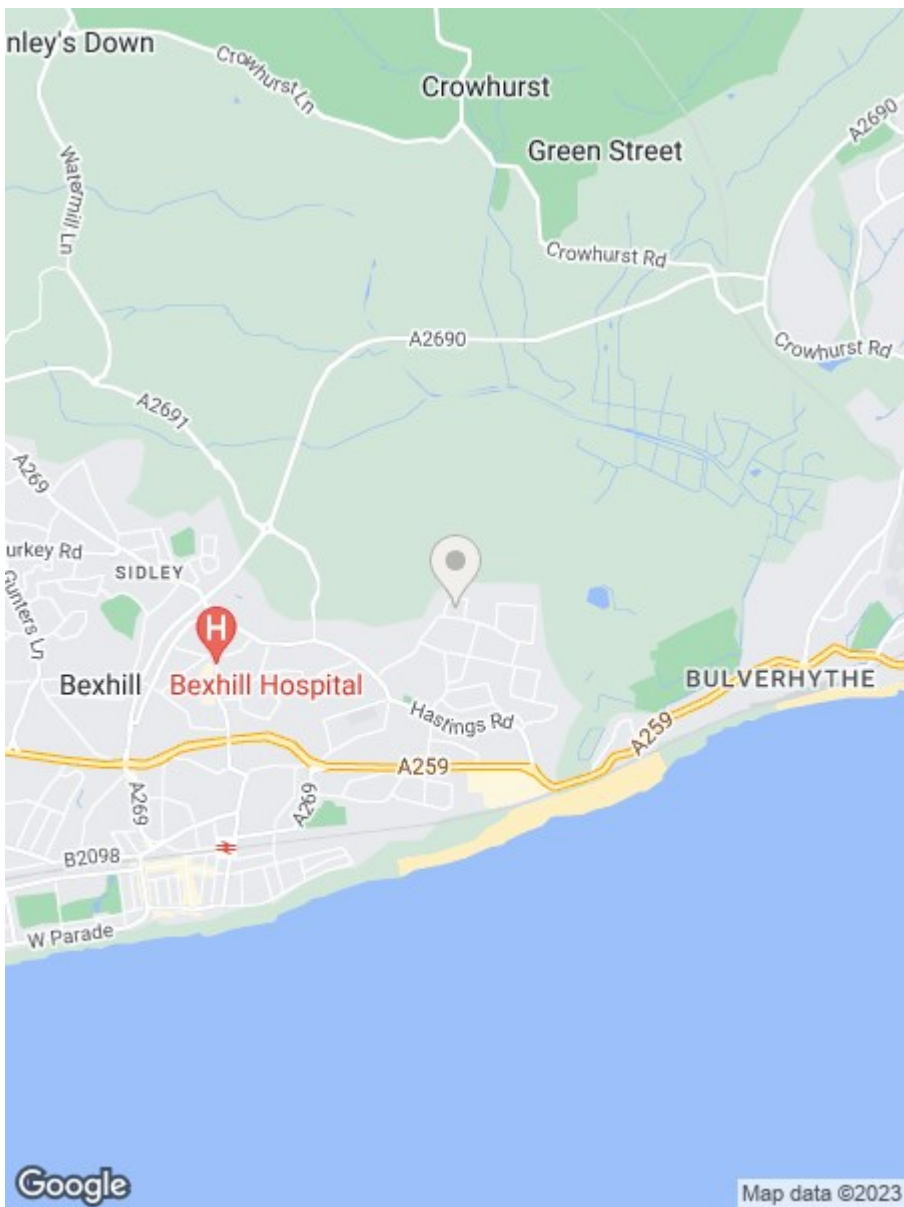 nley's Down
Crowhurst Ln
Crowhurst
Green Street
A2690
Watermill Ln
Crowhurst Rd
A2690
Crowhurst Rd
A2691
A269
urkey Rd
SIDLEY
Gunters Ln
H
Bexhill
Bexhill Hospital
BULVERHYTHE
Hastings Rd
A259
A259
A269
A269
B2098
W Parade
Google
Map data ©2023